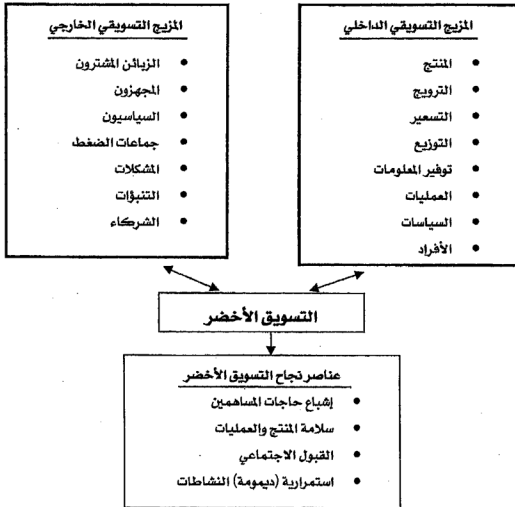 المزيج التسويقي الداخلي
المنتج
الترويج
التسعير
التوزيع
توفير المعلومات
العمليات
السياسات
الأفراد
المزيج التسويقي الخارجي
الزبائن المشترون
المجهزون
السياسيون
جماعات الضغط
المشكلات
التنبؤات
الشركاء
التسويق الأخضر
عناصر نجاح التسويق الأخضر
إشباع حاجات المساهمين
سلامة المنتج والعمليات
القبول الاجتماعي
استمرارية (ديمومة) النشاطات